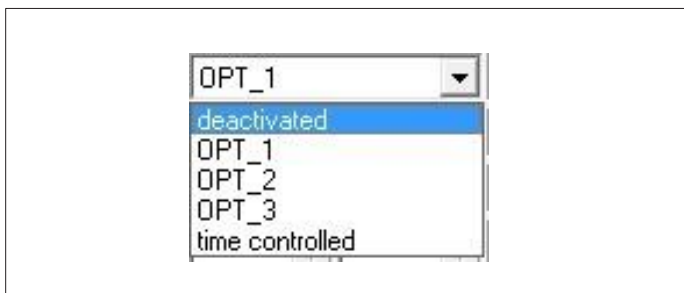 OPT_1
deactivated
OPT_1
OPT_2
OPT_3
time controlled